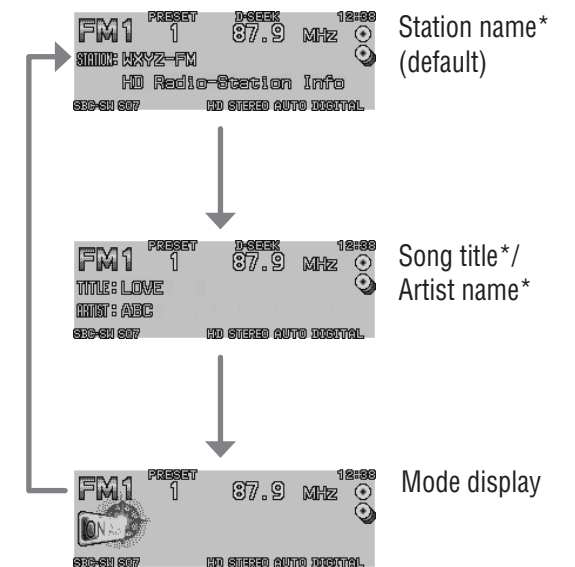 PRESET D-SEEK 12:38
FM1 1 87.9 MHz
STATION: WXYZ-FM
HD Radio-Station Info
SBC-SW S07 HD STEREO AUTO DIGITAL
Station name*
(default)
PRESET D-SEEK 12:38
FM1 1 87.9 MHz
TITLE: LOVE
ARTIST: ABC
SBC-SW S07 HD STEREO AUTO DIGITAL
Song title*/
Artist name*
PRESET 12:38
FM1 1 87.9 MHz
ON
SBC-SW S07 HD STEREO AUTO DIGITAL
Mode display